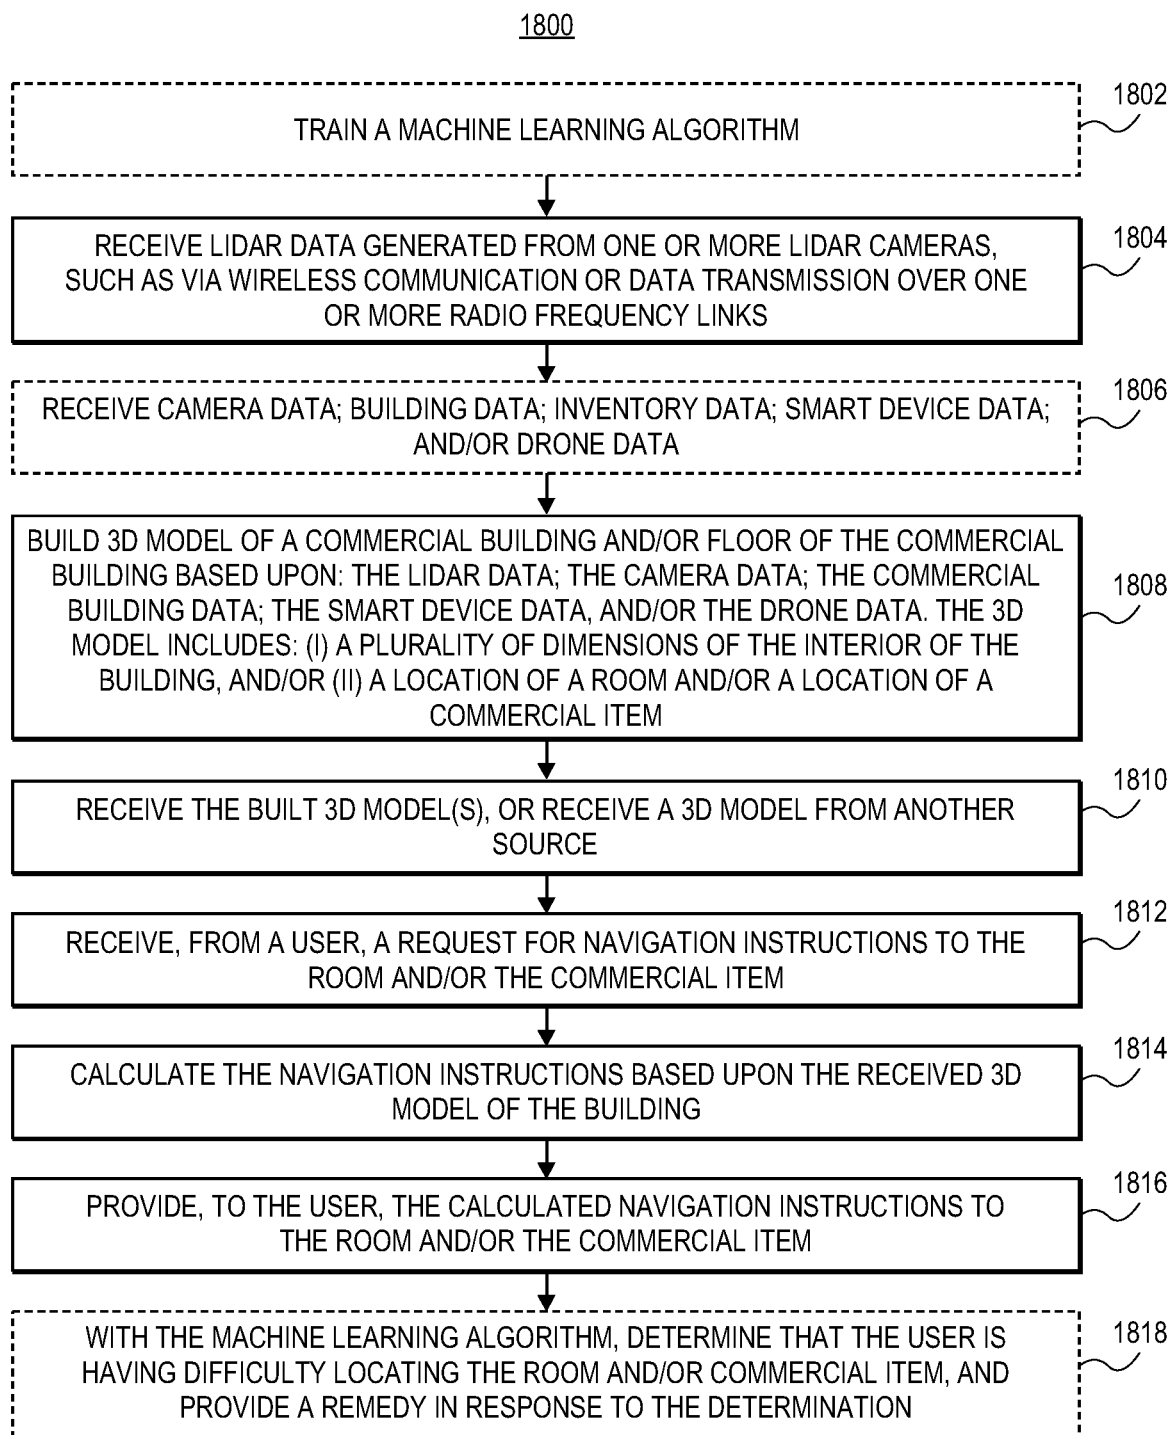 1800
TRAIN A MACHINE LEARNING ALGORITHM
1802
RECEIVE LIDAR DATA GENERATED FROM ONE OR MORE LIDAR CAMERAS,
SUCH AS VIA WIRELESS COMMUNICATION OR DATA TRANSMISSION OVER ONE
OR MORE RADIO FREQUENCY LINKS
1804
RECEIVE CAMERA DATA; BUILDING DATA; INVENTORY DATA; SMART DEVICE DATA;
AND/OR DRONE DATA
1806
BUILD 3D MODEL OF A COMMERCIAL BUILDING AND/OR FLOOR OF THE COMMERCIAL
BUILDING BASED UPON: THE LIDAR DATA; THE CAMERA DATA; THE COMMERCIAL
BUILDING DATA; THE SMART DEVICE DATA, AND/OR THE DRONE DATA. THE 3D
MODEL INCLUDES: (I) A PLURALITY OF DIMENSIONS OF THE INTERIOR OF THE
BUILDING, AND/OR (II) A LOCATION OF A ROOM AND/OR A LOCATION OF A
COMMERCIAL ITEM
1808
RECEIVE THE BUILT 3D MODEL(S), OR RECEIVE A 3D MODEL FROM ANOTHER
SOURCE
1810
RECEIVE, FROM A USER, A REQUEST FOR NAVIGATION INSTRUCTIONS TO THE
ROOM AND/OR THE COMMERCIAL ITEM
1812
CALCULATE THE NAVIGATION INSTRUCTIONS BASED UPON THE RECEIVED 3D
MODEL OF THE BUILDING
1814
PROVIDE, TO THE USER, THE CALCULATED NAVIGATION INSTRUCTIONS TO
THE ROOM AND/OR THE COMMERCIAL ITEM
1816
WITH THE MACHINE LEARNING ALGORITHM, DETERMINE THAT THE USER IS
HAVING DIFFICULTY LOCATING THE ROOM AND/OR COMMERCIAL ITEM, AND
PROVIDE A REMEDY IN RESPONSE TO THE DETERMINATION
1818